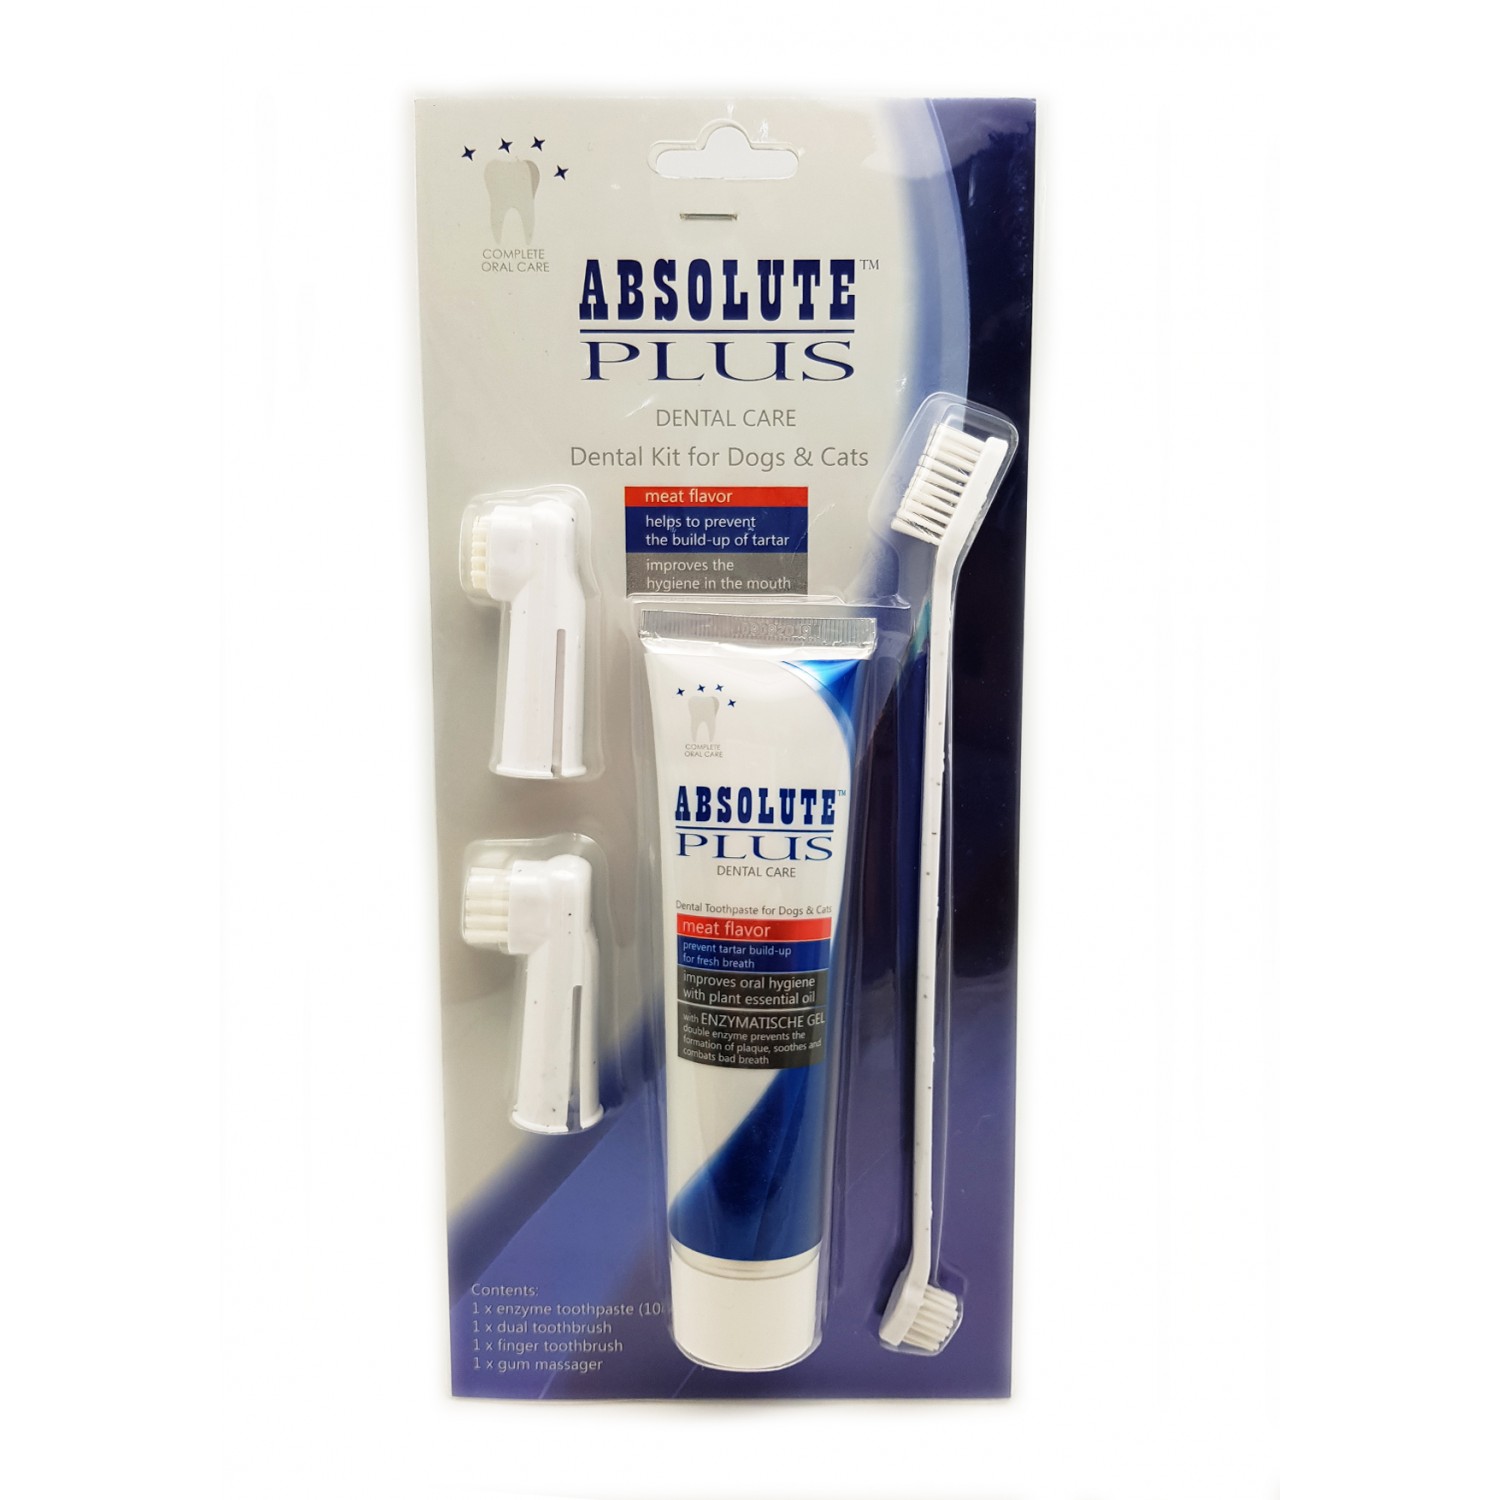 COMPLETE
ORAL CARE
ABSOLUTE™
PLUS
DENTAL CARE
Dental Kit for Dogs & Cats
meat flavor
helps to prevent
the build-up of tartar
improves the
hygiene in the mouth
COMPLETE
ORAL CARE
ABSOLUTE™
PLUS
DENTAL CARE
Dental Toothpaste for Dogs & Cats
meat flavor
prevent tartar build-up
for fresh breath
improves oral hygiene
with plant essential oil
with ENZYMATISCHE GEL
double enzyme prevents the
formation of plaque, soothes and
combats bad breath
Contents:
1 x enzyme toothpaste (10
1 x dual toothbrush
1 x finger toothbrush
1 x gum massager